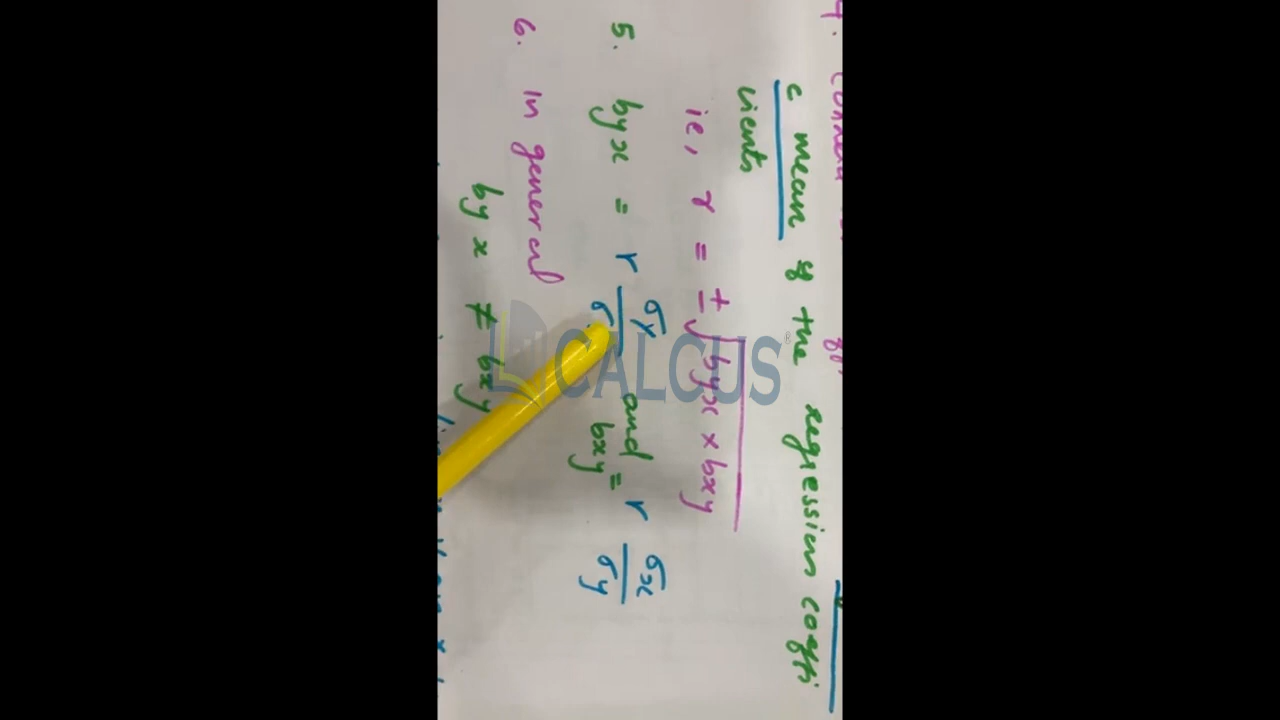 c mean of the regression coeffi
cients
ie, r = ± √byx × bxy
5. byx = r σy/σ and bxy = r σx/σy
6. in general
byx ≠ bxy
CALCUS®